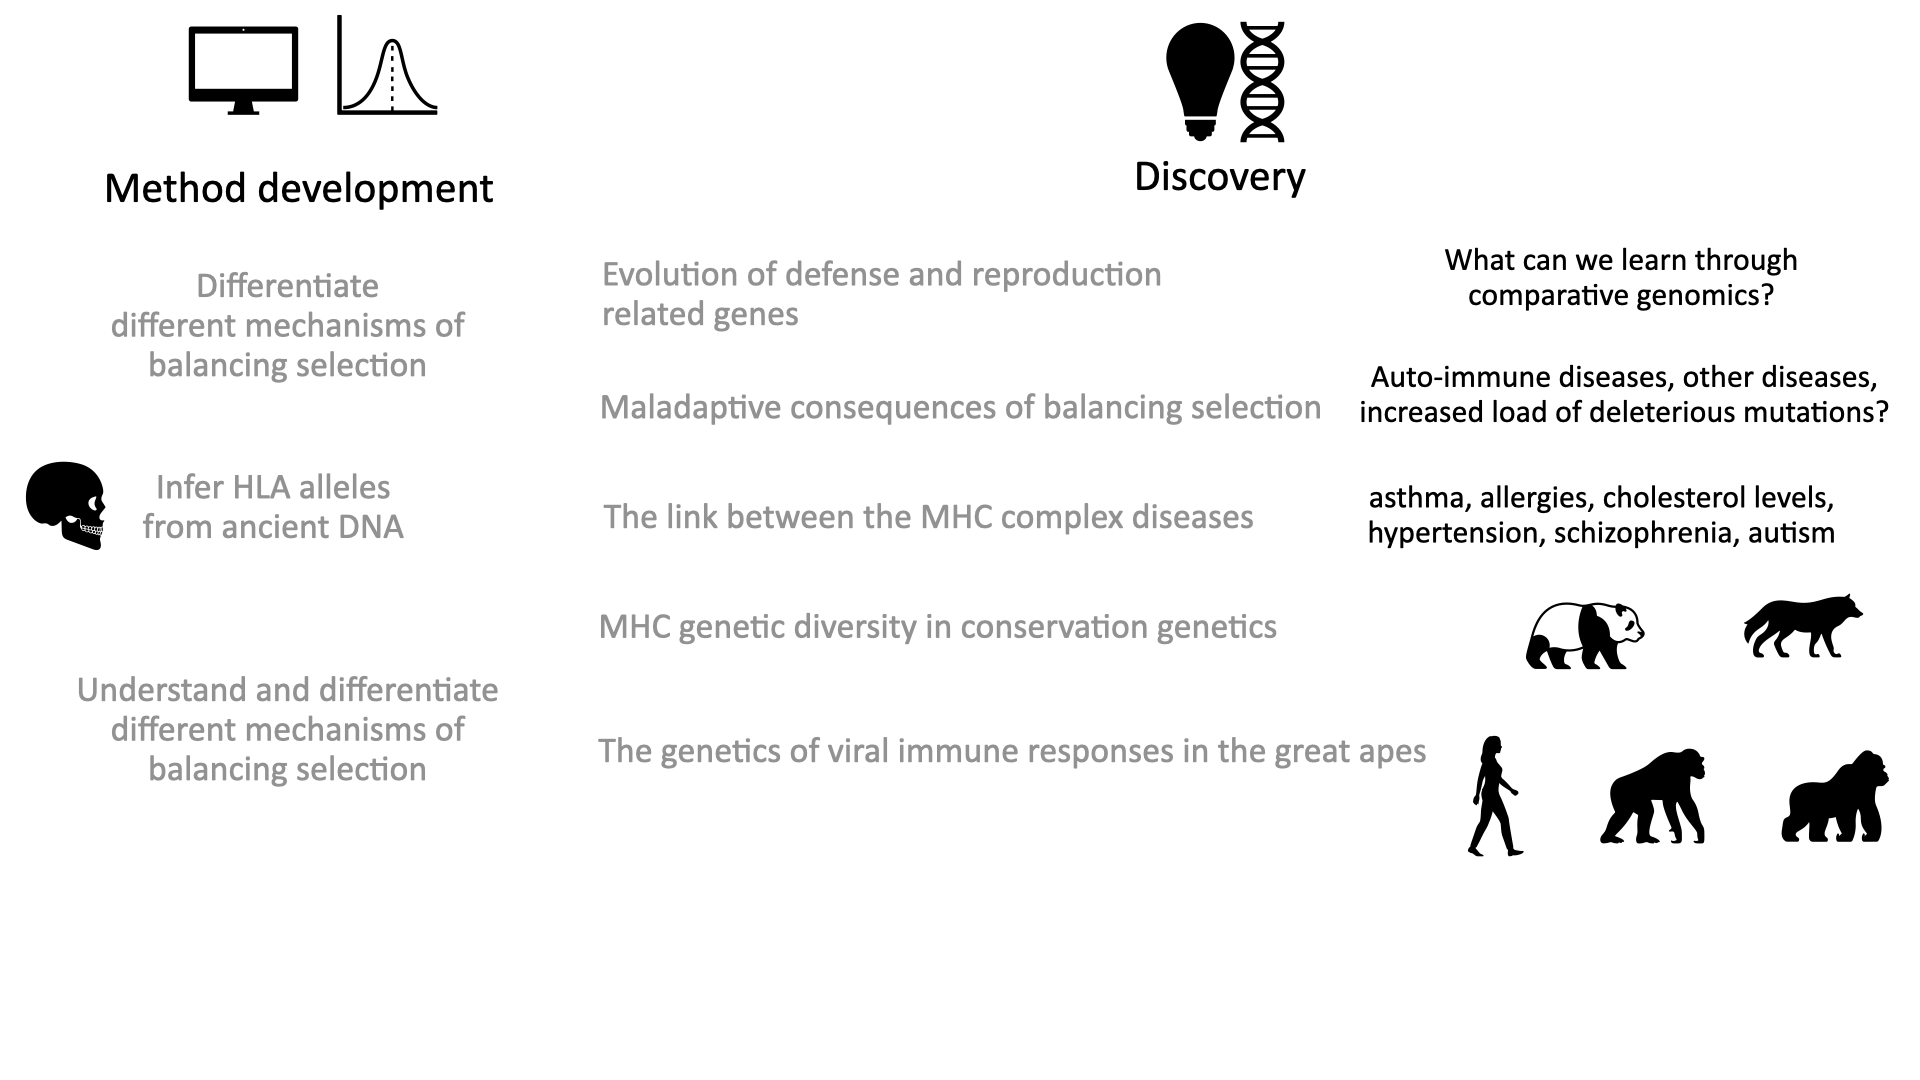 Method development
Differentiate
different mechanisms of
balancing selection
Infer HLA alleles
from ancient DNA
Understand and differentiate
different mechanisms of
balancing selection
Discovery
Evolution of defense and reproduction
related genes
What can we learn through
comparative genomics?
Maladaptive consequences of balancing selection
Auto-immune diseases, other diseases,
increased load of deleterious mutations?
The link between the MHC complex diseases
asthma, allergies, cholesterol levels,
hypertension, schizophrenia, autism
MHC genetic diversity in conservation genetics
The genetics of viral immune responses in the great apes